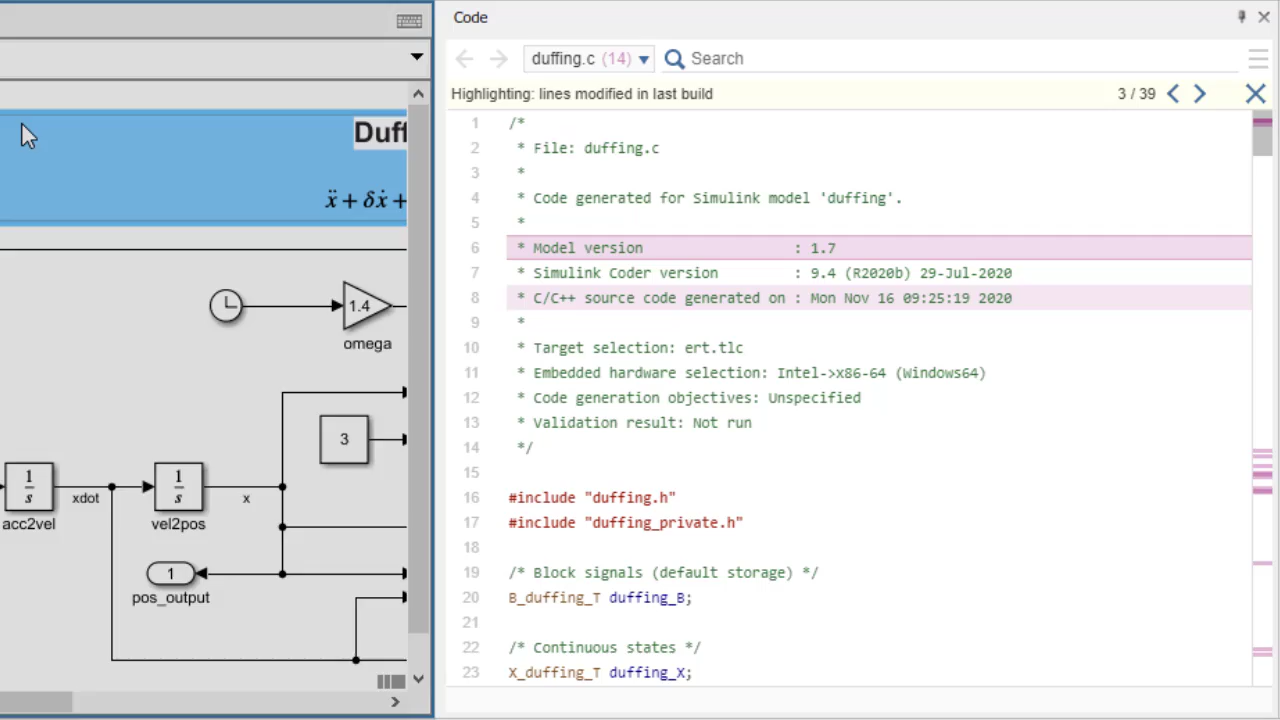 Duff
ẍ + δẋ +
1.4
omega
3
1
s
acc2vel
xdot
1
s
vel2pos
x
1
pos_output
Code
duffing.c (14)
Search
Highlighting: lines modified in last build
3 / 39
1 /*
2 * File: duffing.c
3 *
4 * Code generated for Simulink model 'duffing'.
5 *
6 * Model version : 1.7
7 * Simulink Coder version : 9.4 (R2020b) 29-Jul-2020
8 * C/C++ source code generated on : Mon Nov 16 09:25:19 2020
9 *
10 * Target selection: ert.tlc
11 * Embedded hardware selection: Intel->x86-64 (Windows64)
12 * Code generation objectives: Unspecified
13 * Validation result: Not run
14 */
15
16 #include "duffing.h"
17 #include "duffing_private.h"
18
19 /* Block signals (default storage) */
20 B_duffing_T duffing_B;
21
22 /* Continuous states */
23 X_duffing_T duffing_X;